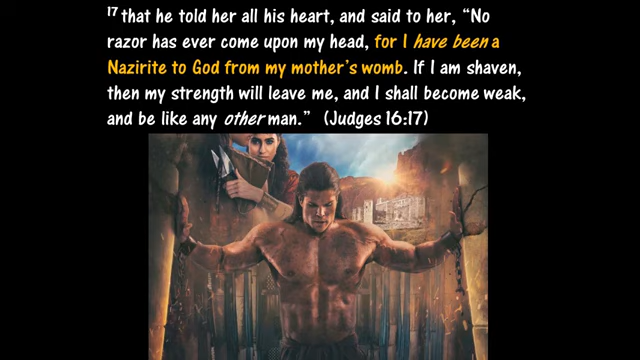 17 that he told her all his heart, and said to her, “No
razor has ever come upon my head, for I have been a
Nazirite to God from my mother’s womb. If I am shaven,
then my strength will leave me, and I shall become weak,
and be like any other man.” (Judges 16:17)